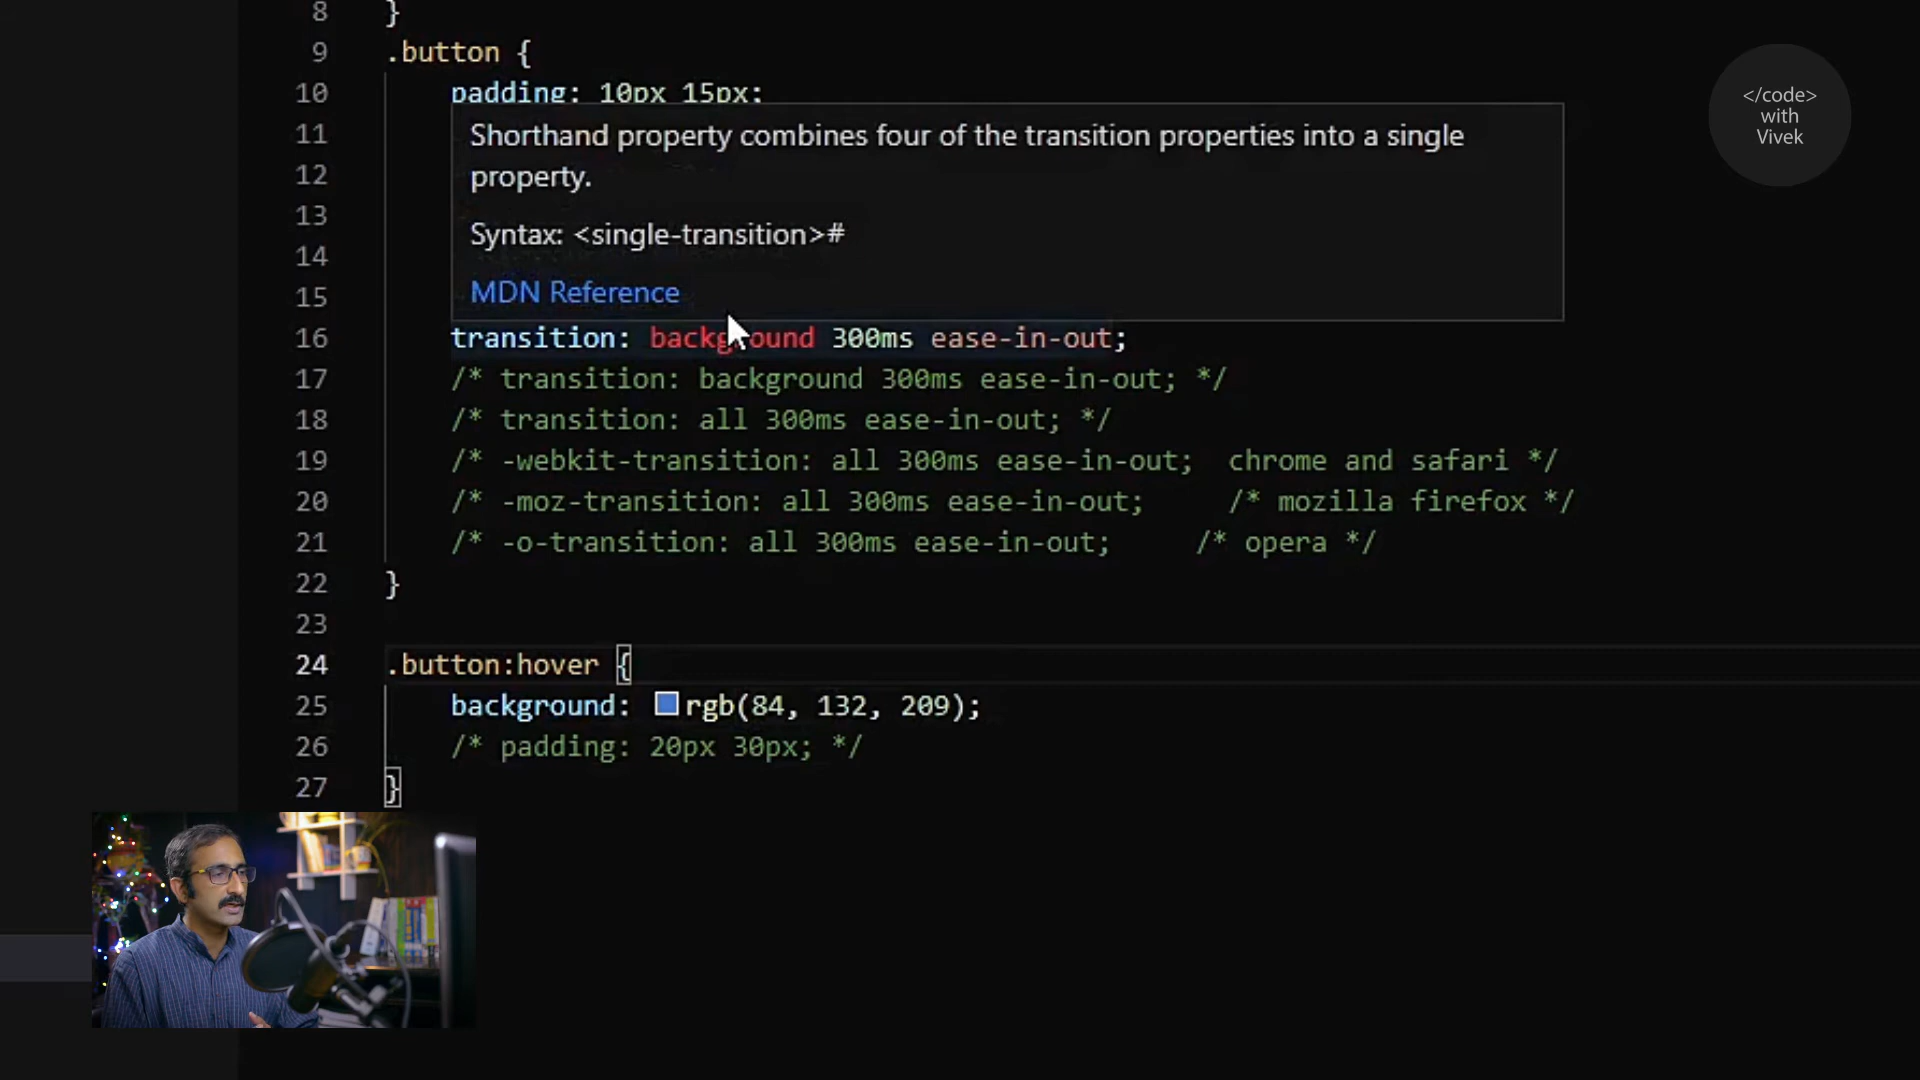 8 }
9 .button {
10 padding: 10px 15px;
11
12
13
14
15
Shorthand property combines four of the transition properties into a single
property.
Syntax: <single-transition>#
MDN Reference
16 transition: background 300ms ease-in-out;
17 /* transition: background 300ms ease-in-out; */
18 /* transition: all 300ms ease-in-out; */
19 /* -webkit-transition: all 300ms ease-in-out; chrome and safari */
20 /* -moz-transition: all 300ms ease-in-out; /* mozilla firefox */
21 /* -o-transition: all 300ms ease-in-out; /* opera */
22 }
23
24 .button:hover {
25 background: rgb(84, 132, 209);
26 /* padding: 20px 30px; */
27 }
</code>
with
Vivek